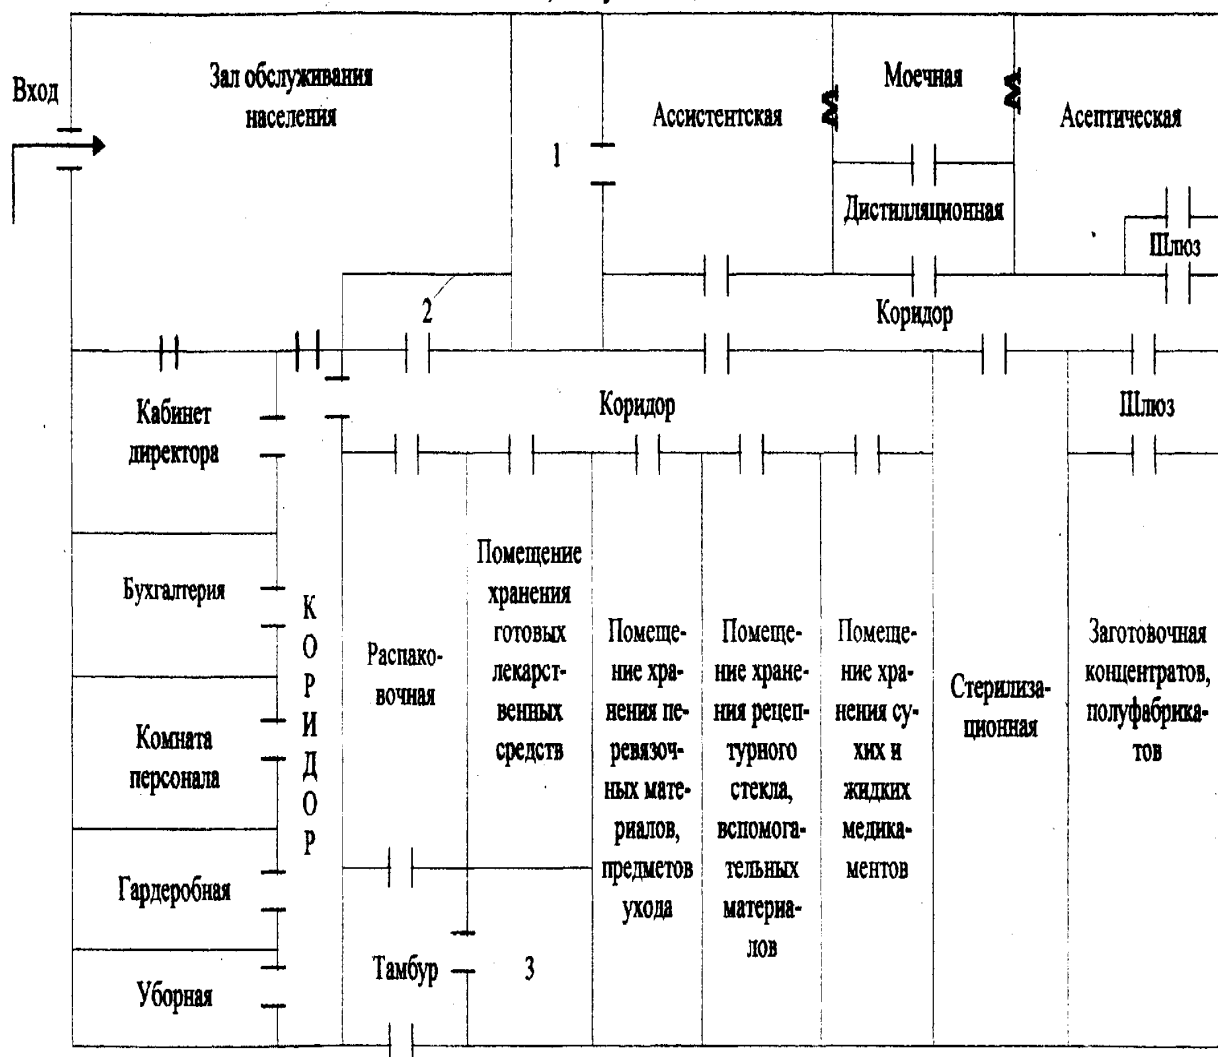 Вход
Зал обслуживания
населения
1
Ассистентская
Моечная
Асептическая
Дистилляционная
Шлюз
2
Коридор
Кабинет
директора
Коридор
Шлюз
Бухгалтерия
Комната
персонала
Гардеробная
Уборная
К
О
Р
И
Д
О
Р
Распако-
вочная
Помещение
хранения
готовых
лекарст-
венных
средств
Помеще-
ние хра-
нения пе-
ревязоч-
ных мате-
риалов,
предметов
ухода
Помеще-
ние хране-
ния рецеп-
турного
стекла,
вспомога-
тельных
материа-
лов
Помеще-
ние хра-
нения су-
хих и
жидких
медика-
ментов
Стерилиза-
ционная
Заготовочная
концентратов,
полуфабрика-
тов
Тамбур
3